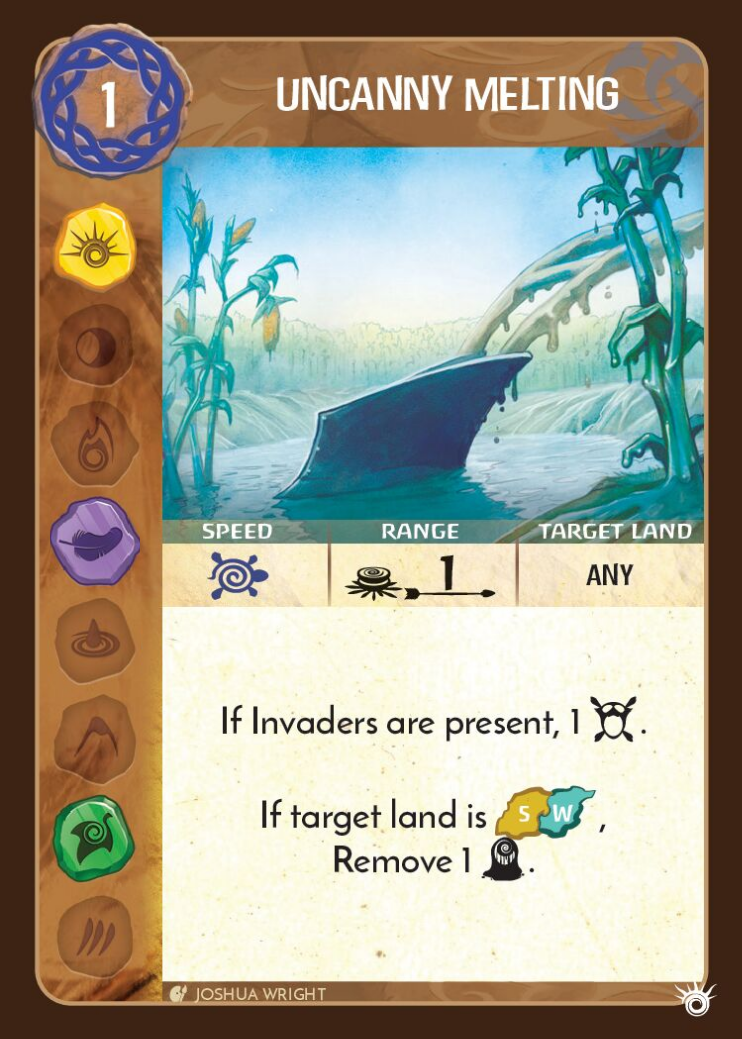 1
UNCANNY MELTING
SPEED RANGE TARGET LAND
1 ANY
If Invaders are present, 1 .
If target land is S W ,
Remove 1 .
JOSHUA WRIGHT